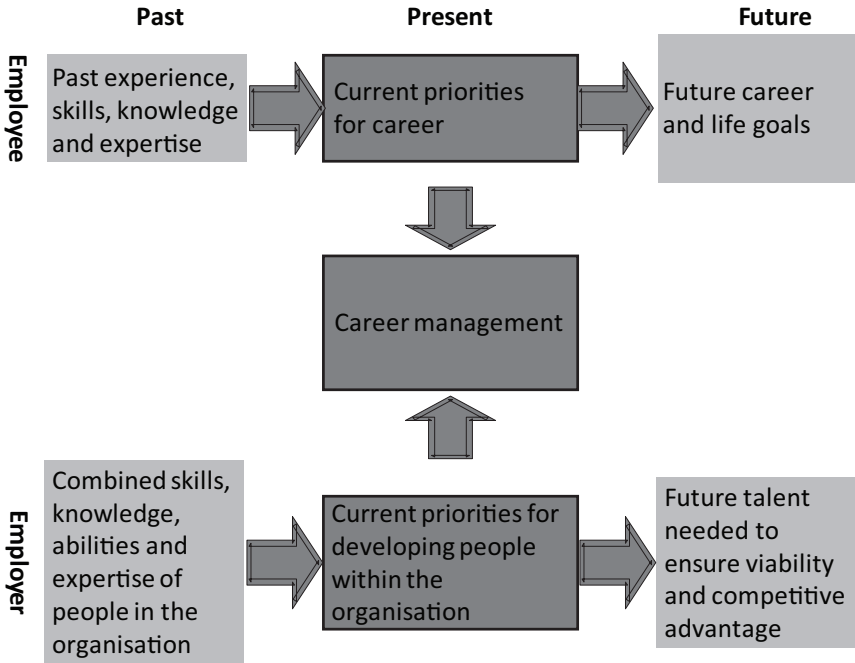 Past
Present
Future
Employee
Past experience,
skills, knowledge
and expertise
Current priorities
for career
Future career
and life goals
Career management
Employer
Combined skills,
knowledge,
abilities and
expertise of
people in the
organisation
Current priorities for
developing people
within the
organisation
Future talent
needed to
ensure viability
and competitive
advantage